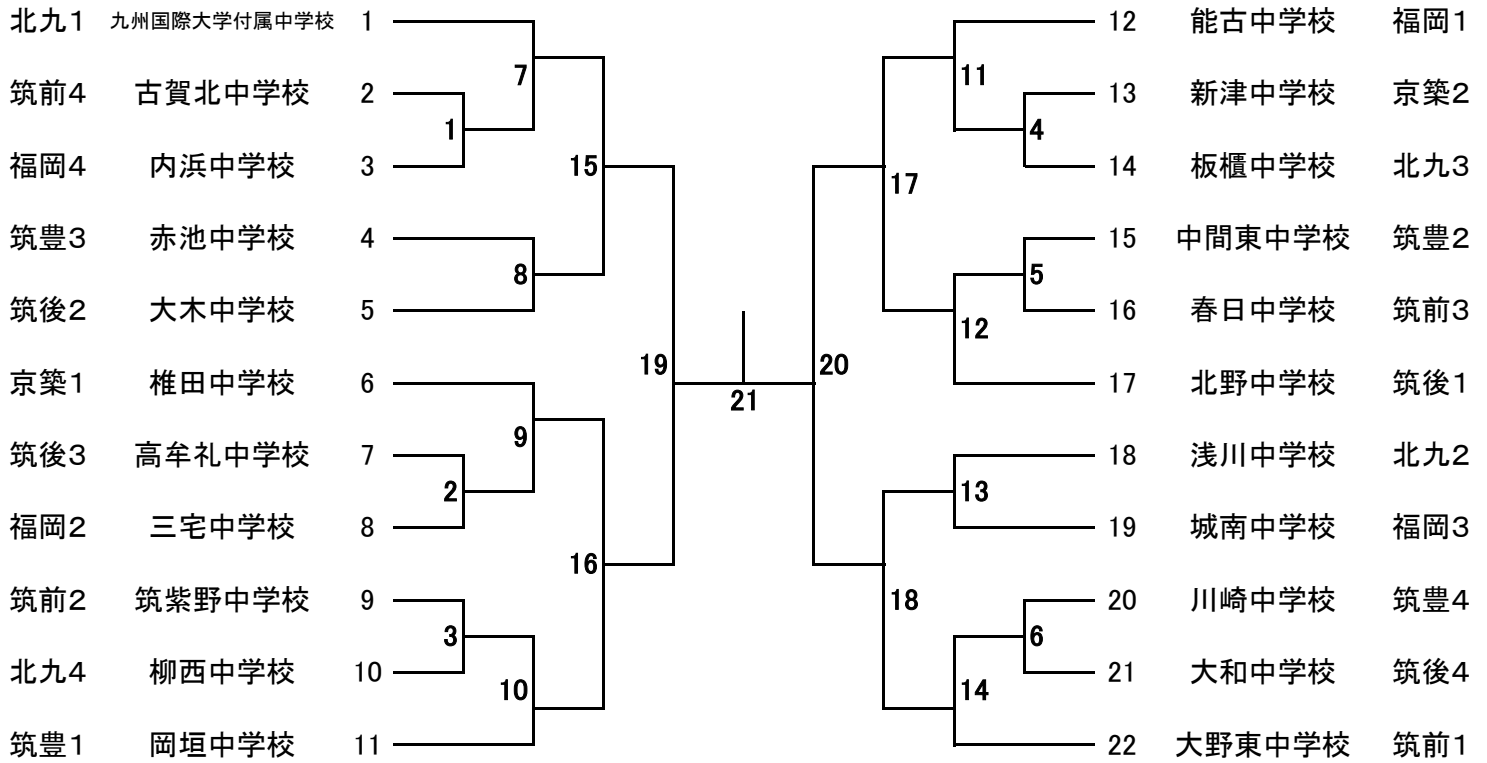 北九1 九州国際大学付属中学校 1
筑前4 古賀北中学校 2
福岡4 内浜中学校 3
筑豊3 赤池中学校 4
筑後2 大木中学校 5
京築1 椎田中学校 6
筑後3 高牟礼中学校 7
福岡2 三宅中学校 8
筑前2 筑紫野中学校 9
北九4 柳西中学校 10
筑豊1 岡垣中学校 11
7
1
15
8
19
9
2
16
3
10
21
20
11
4
17
5
12
13
18
6
14
12 能古中学校 福岡1
13 新津中学校 京築2
14 板櫃中学校 北九3
15 中間東中学校 筑豊2
16 春日中学校 筑前3
17 北野中学校 筑後1
18 浅川中学校 北九2
19 城南中学校 福岡3
20 川崎中学校 筑豊4
21 大和中学校 筑後4
22 大野東中学校 筑前1